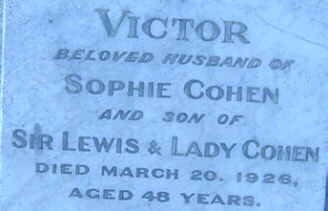 VICTOR
BELOVED HUSBAND OF
SOPHIE COHEN
AND SON OF
SIR LEWIS & LADY COHEN
DIED MARCH 20. 1926,
AGED 48 YEARS.